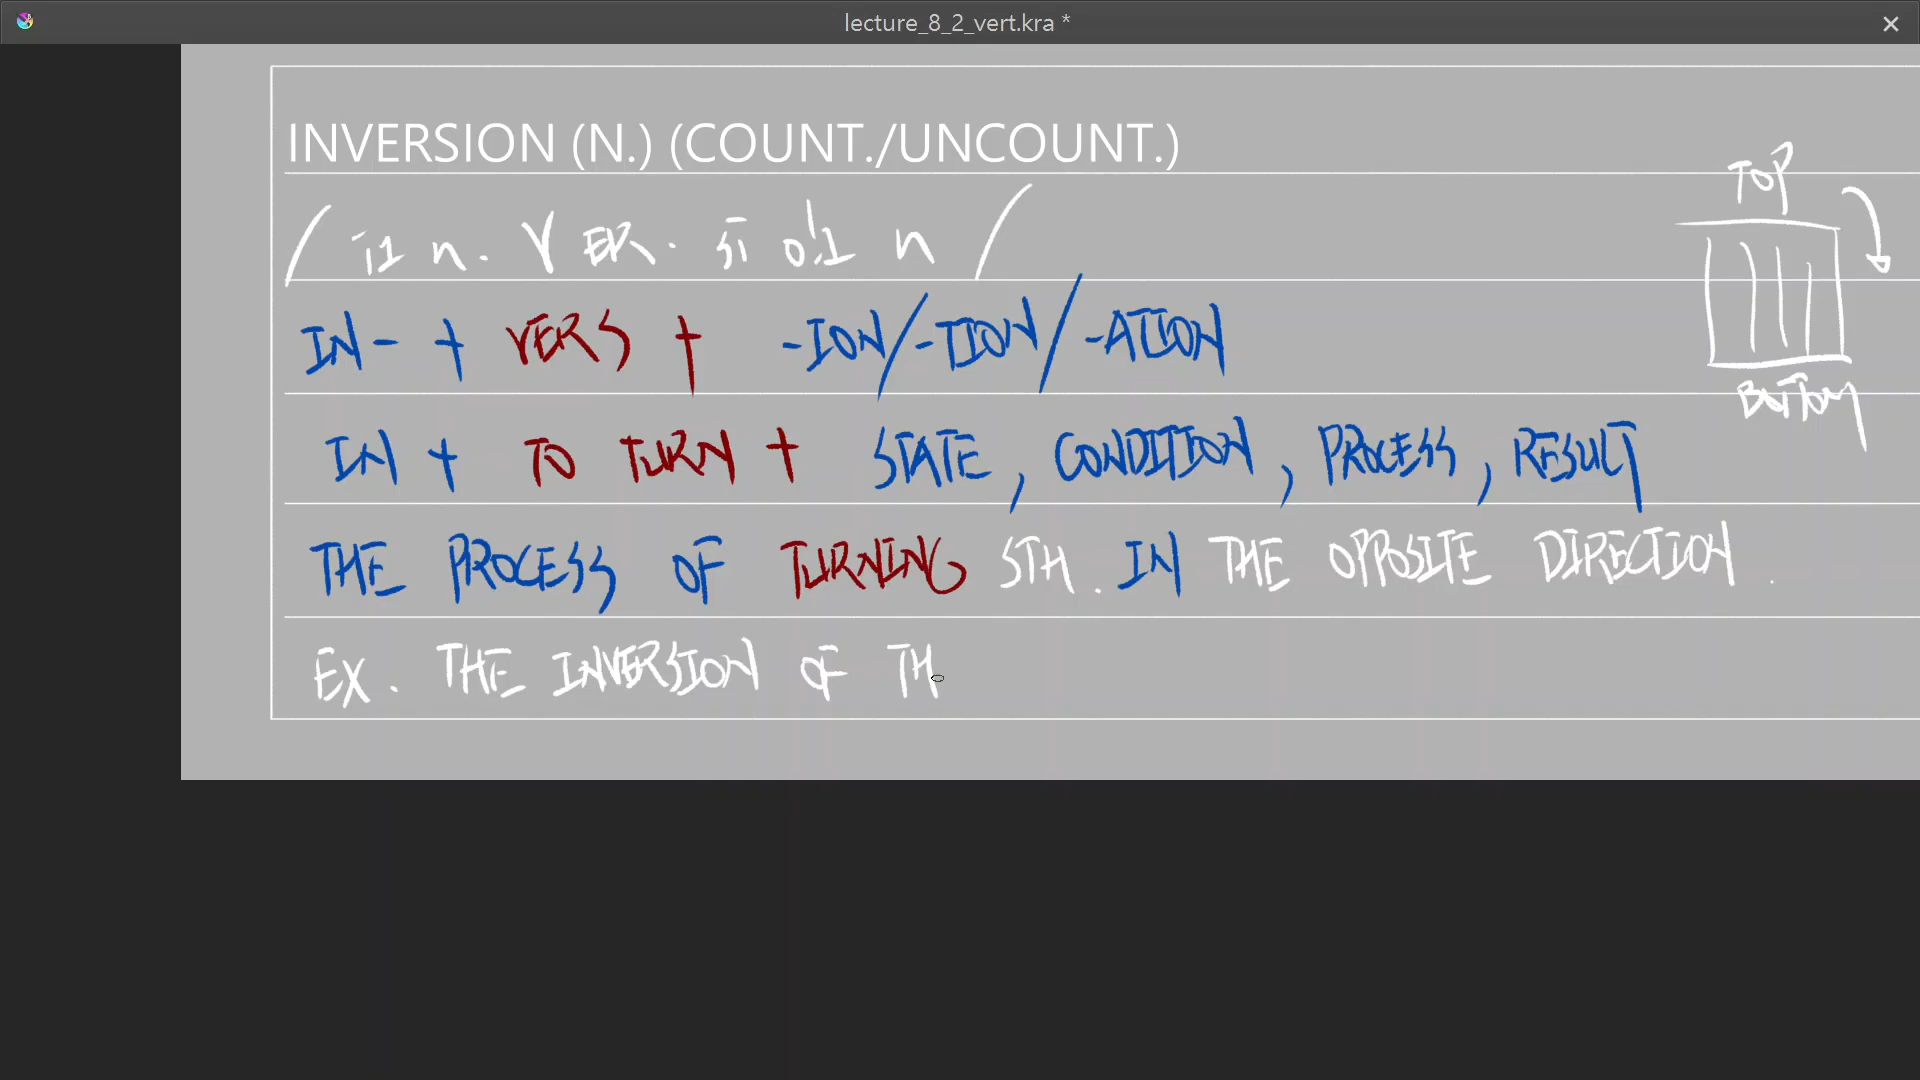 lecture_8_2_vert.kra *
INVERSION (N.) (COUNT./UNCOUNT.)
IN- + VERS + -ION/-TION/-ATION
IN + TO TURN + STATE, CONDITION, PROCESS, RESULT
THE PROCESS OF TURNING STH. IN THE OPPOSITE DIRECTION.
EX. THE INVERSION OF TH
TOP
BOTTOM